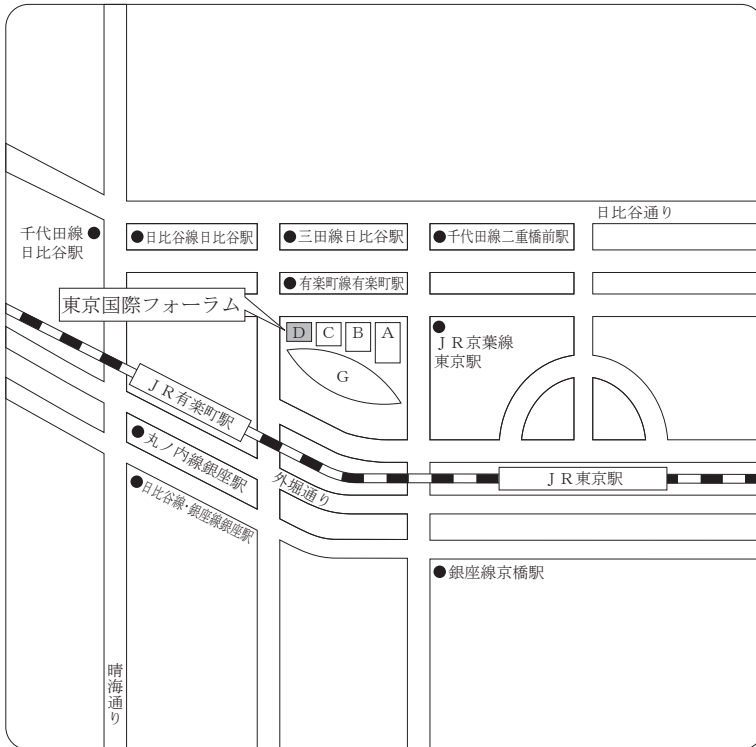 日比谷通り
千代田線
日比谷駅
日比谷線日比谷駅
三田線日比谷駅
千代田線二重橋前駅
有楽町線有楽町駅
東京国際フォーラム
D
C
B
A
G
ＪＲ京葉線
東京駅
ＪＲ有楽町駅
丸ノ内線銀座駅
日比谷線・銀座線銀座駅
外堀通り
ＪＲ東京駅
銀座線京橋駅
晴海通り